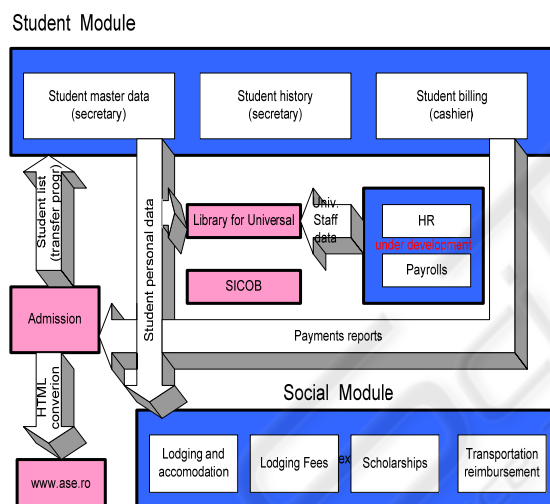 Student Module
Student master data
(secretary)
Student history
(secretary)
Student billing
(cashier)
Student list
(transfer progr)
Student personal data
Library for Universal
Univ.
Staff
data
HR
under development
Payrolls
SICOB
Admission
Payments reports
HTML
converion
Social Module
www.ase.ro
Lodging and
accomodation
Lodging Fees
Scholarships
Transportation
reimbursement